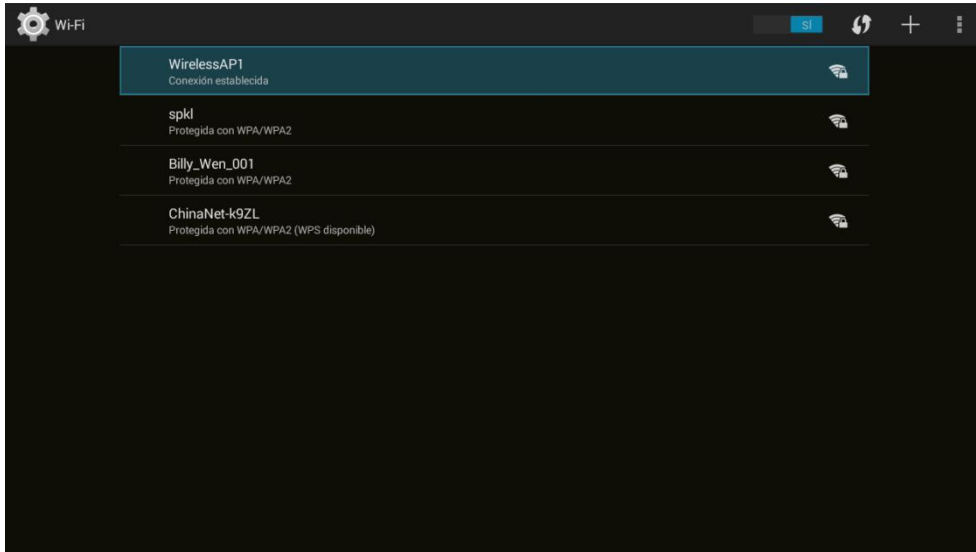 Wi-Fi
SÍ
WirelessAP1
Conexión establecida
spkl
Protegida con WPA/WPA2
Billy_Wen_001
Protegida con WPA/WPA2
ChinaNet-k9ZL
Protegida con WPA/WPA2 (WPS disponible)